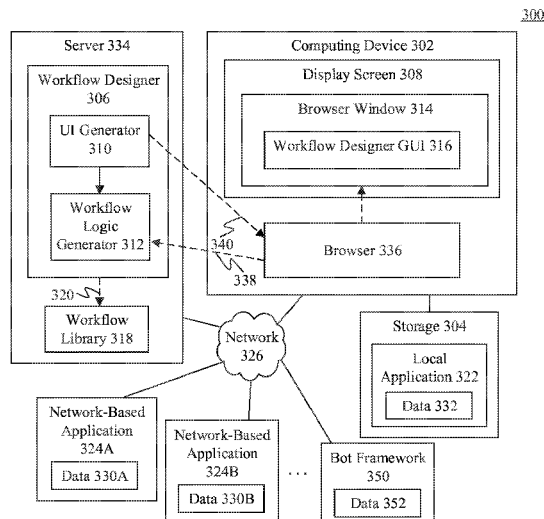 300
Server 334
Workflow Designer
306
UI Generator
310
Workflow
Logic
Generator 312
320
Workflow
Library 318
Computing Device 302
Display Screen 308
Browser Window 314
Workflow Designer GUI 316
340
338
Browser 336
Network
326
Storage 304
Local
Application 322
Data 332
Network-Based
Application
324A
Data 330A
Network-Based
Application
324B
Data 330B
. . .
Bot Framework
350
Data 352